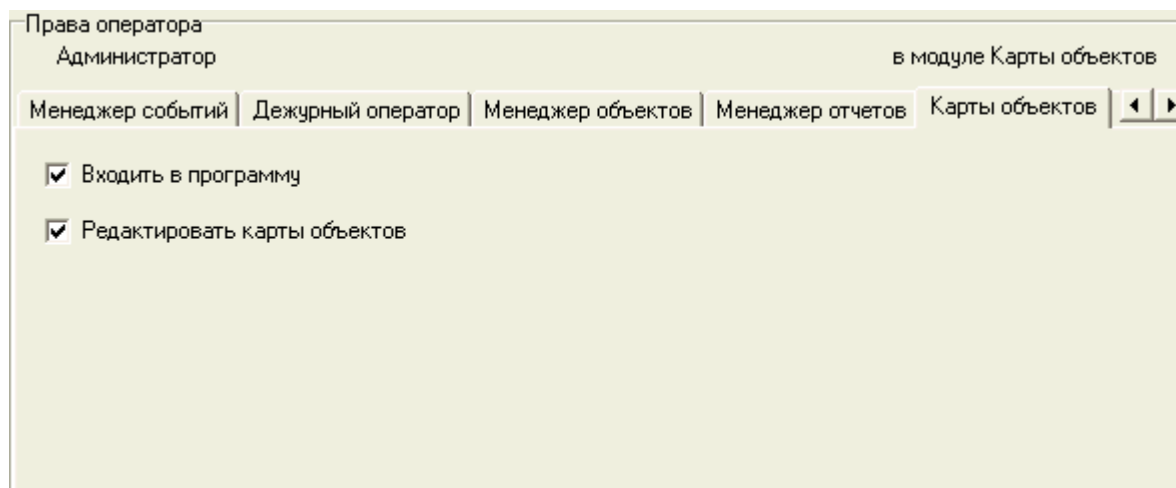 Права оператора
Администратор в модуле Карты объектов
Менеджер событий Дежурный оператор Менеджер объектов Менеджер отчетов Карты объектов
Входить в программу
Редактировать карты объектов